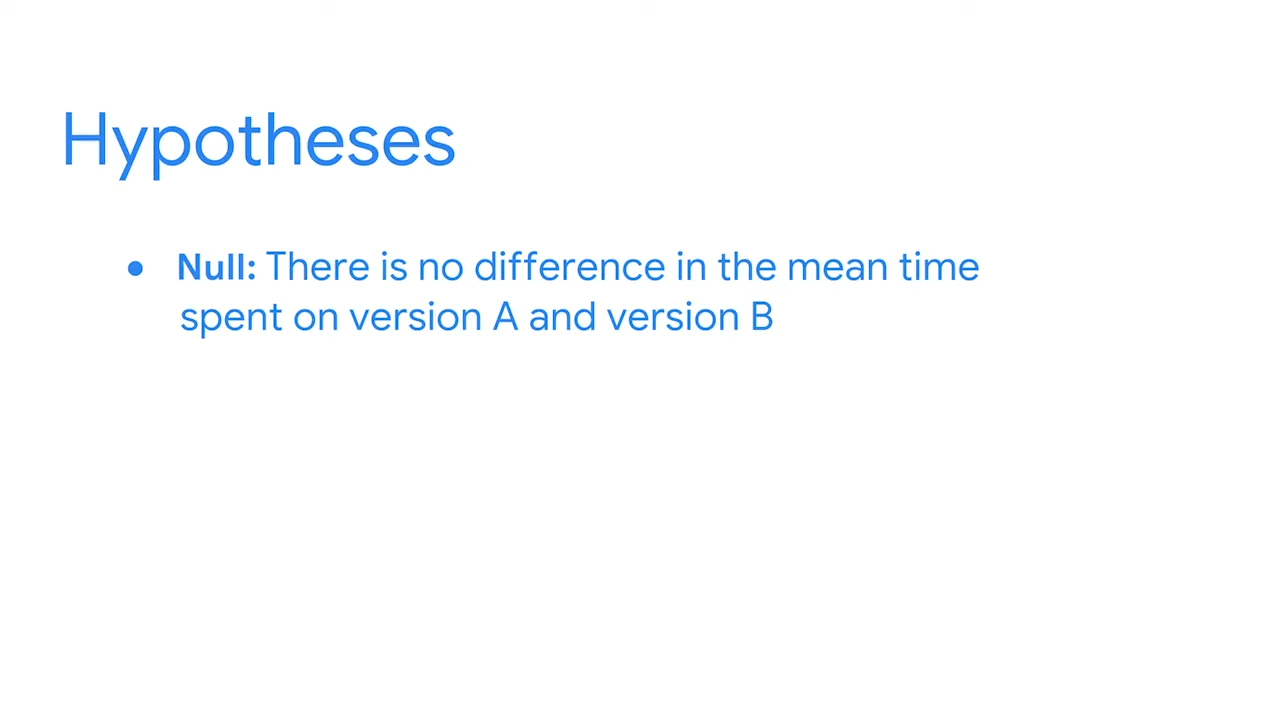 Hypotheses
● Null: There is no difference in the mean time
spent on version A and version B